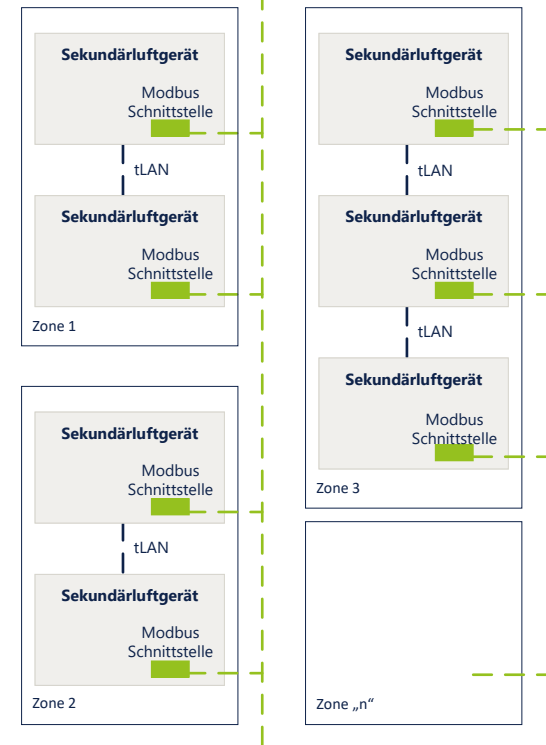 Sekundärluftgerät
Modbus
Schnittstelle
tLAN
Sekundärluftgerät
Modbus
Schnittstelle
Zone 1
Sekundärluftgerät
Modbus
Schnittstelle
tLAN
Sekundärluftgerät
Modbus
Schnittstelle
Zone 2
Sekundärluftgerät
Modbus
Schnittstelle
tLAN
Sekundärluftgerät
Modbus
Schnittstelle
tLAN
Sekundärluftgerät
Modbus
Schnittstelle
Zone 3
Zone „n“